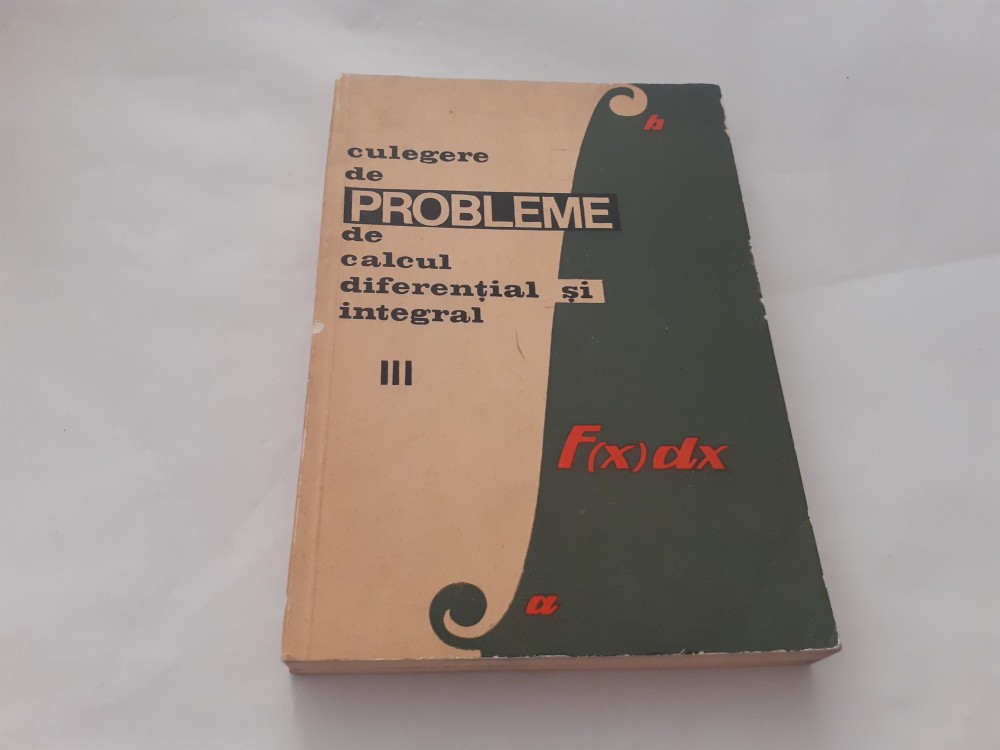 culegere
de
PROBLEME
de
calcul
diferențial și
integral
III
b
F(x)dx
a